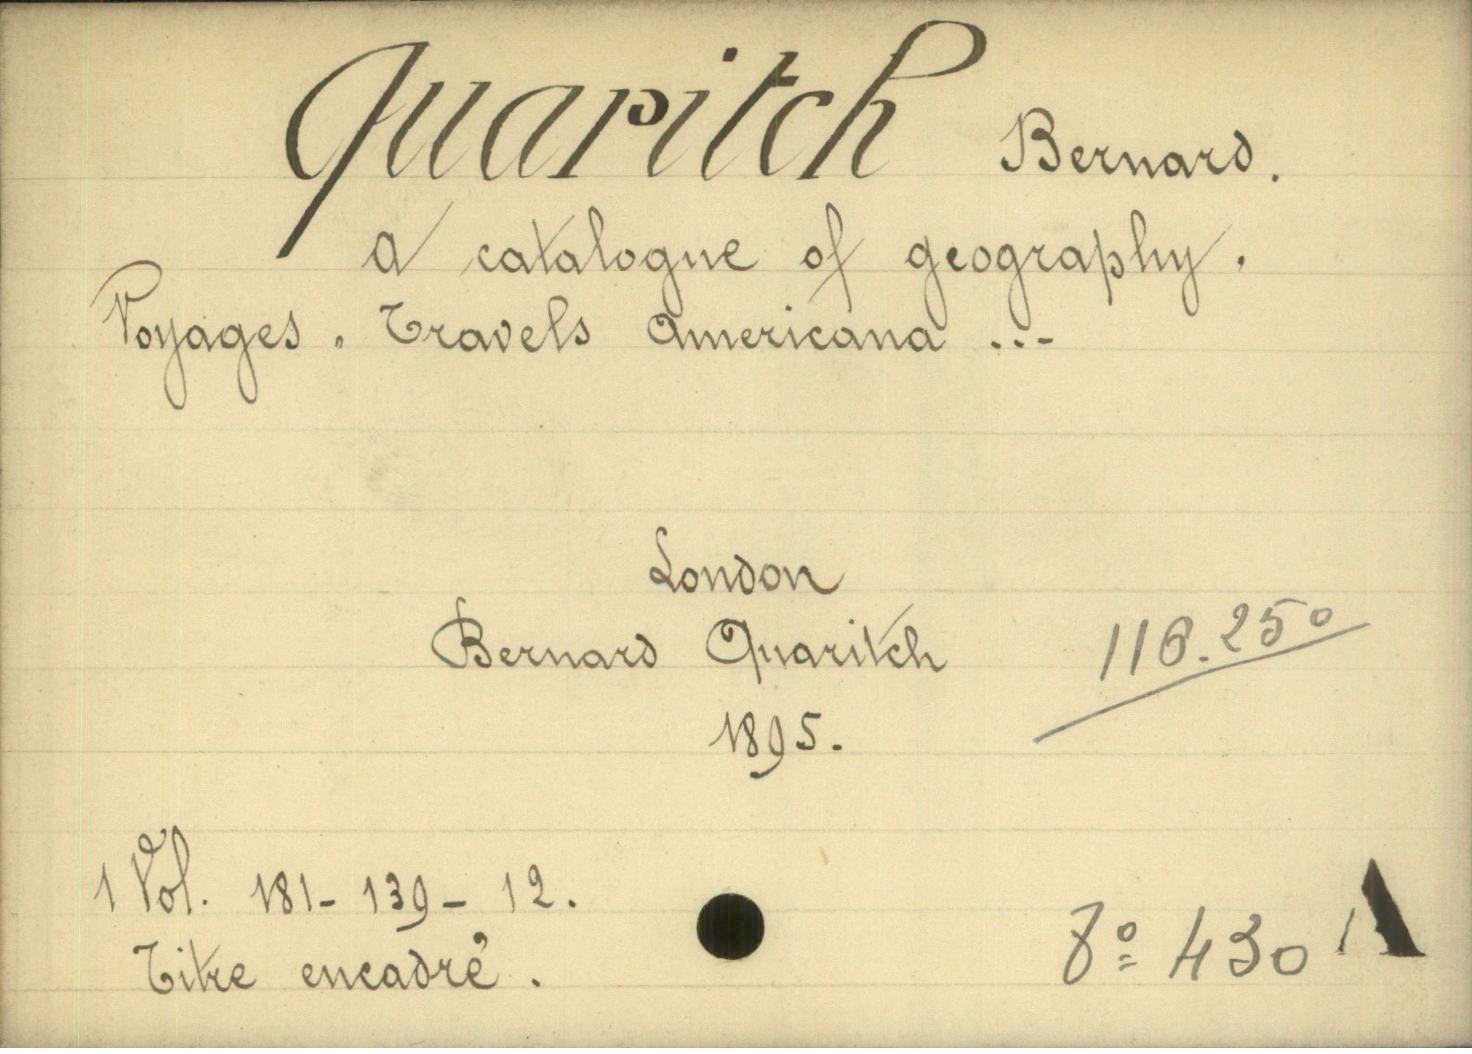 Quaritch Bernard.
A catalogue of geography.
Voyages. Travels Americana ...-
London
Bernard Quaritch
1895.
116.250
1 Vol. 181- 139- 12.
Titre encadré.
8º 430 A